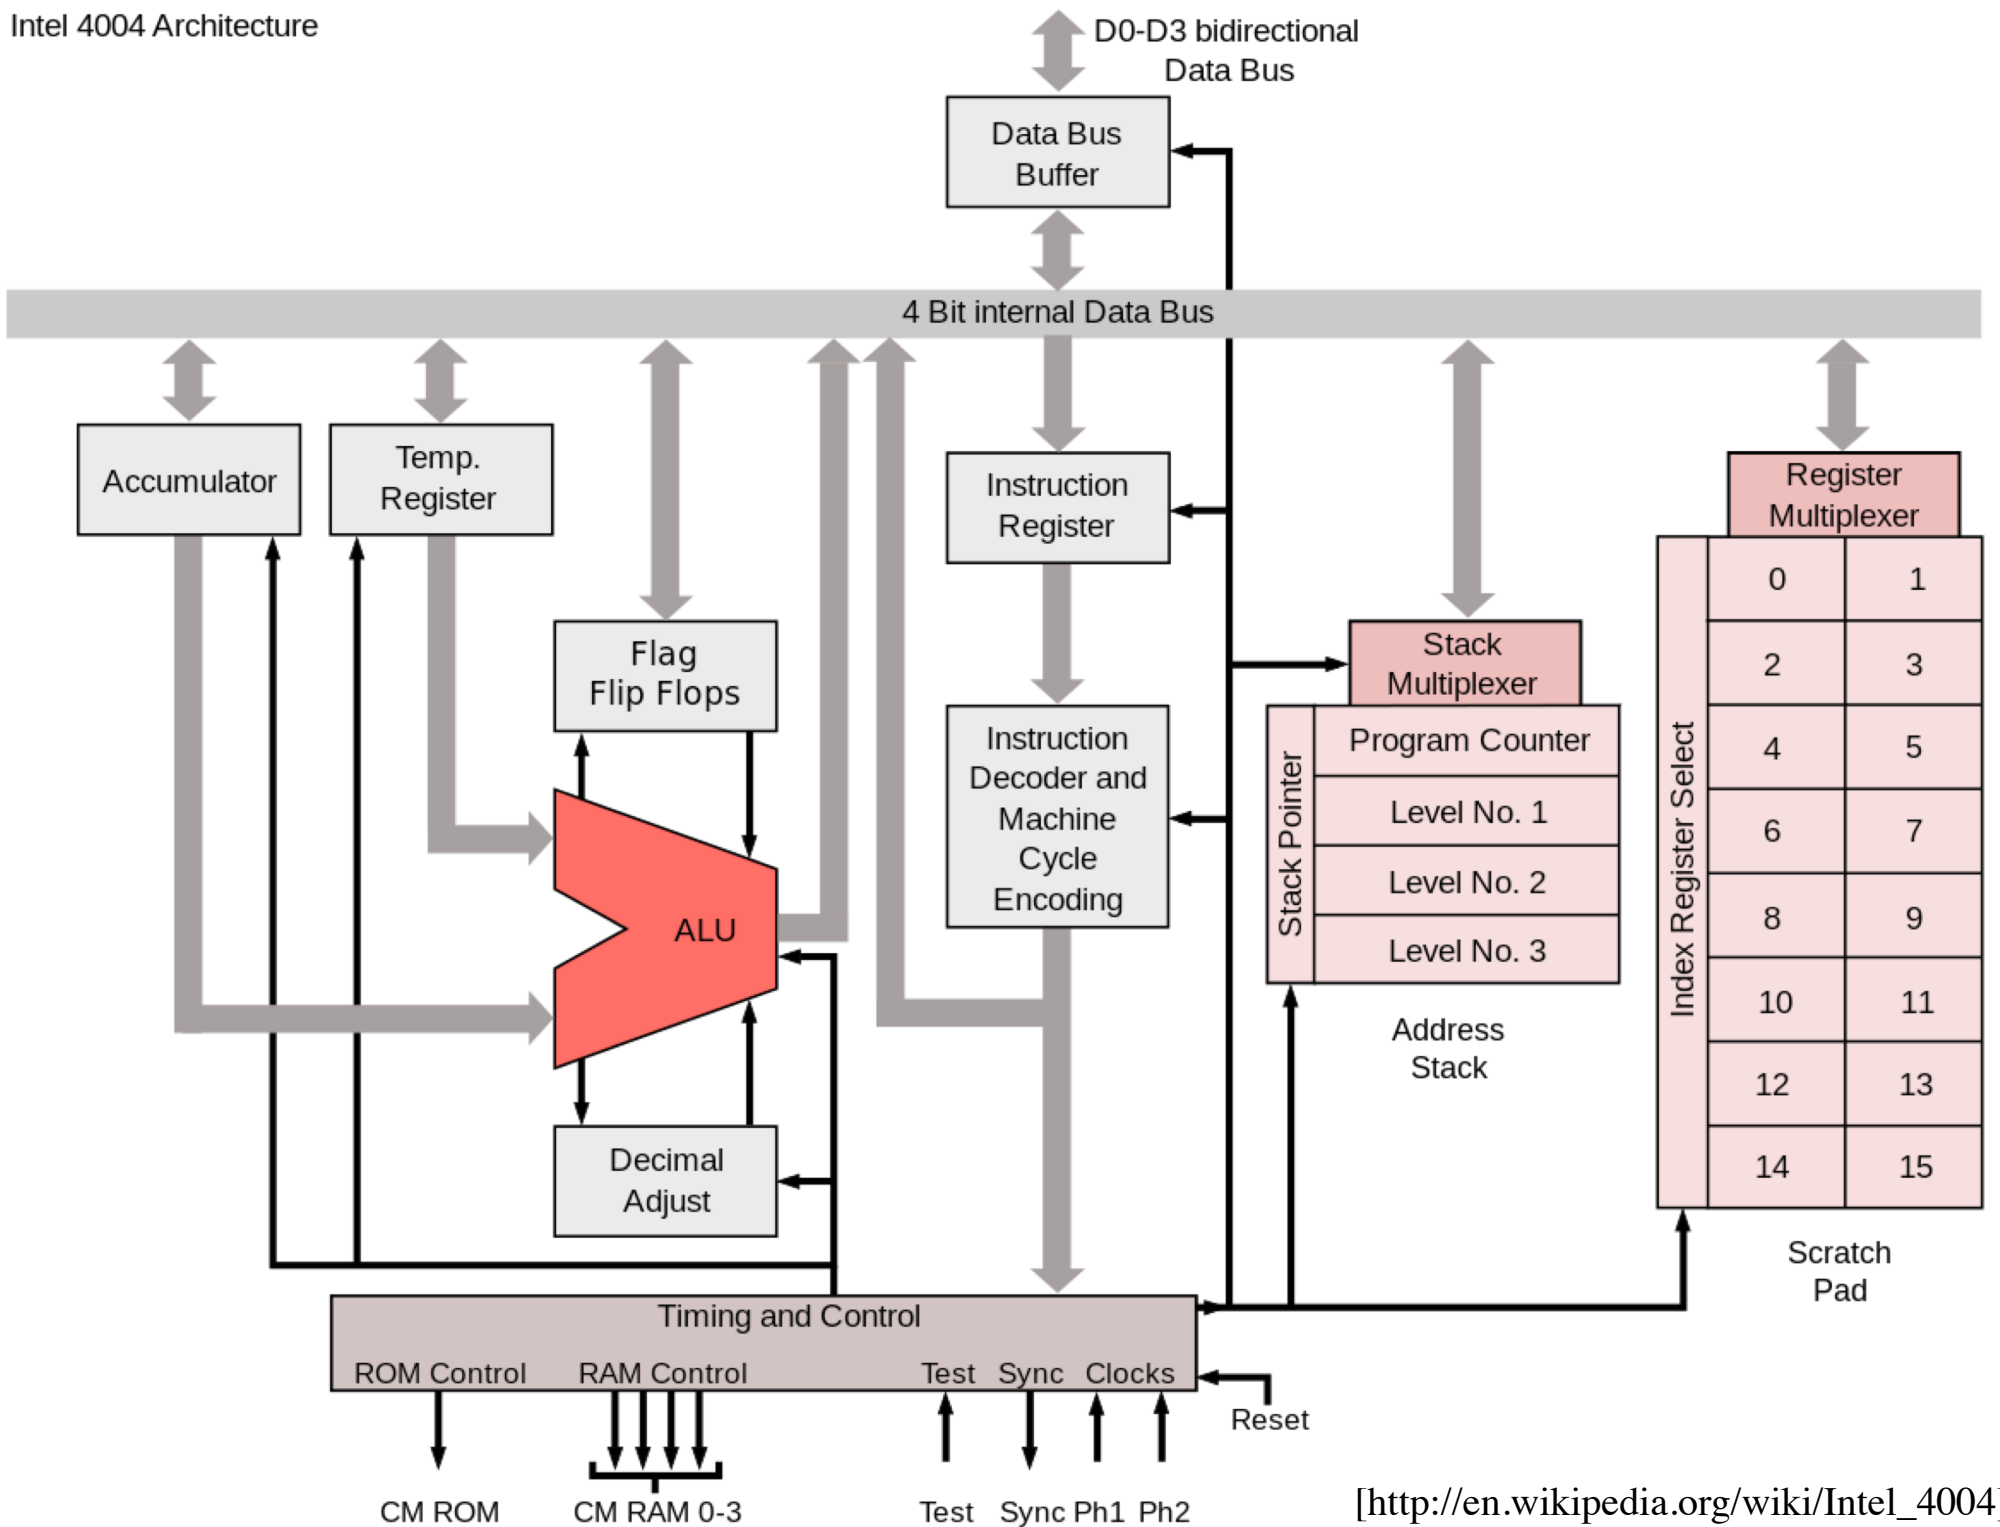 Intel 4004 Architecture
D0-D3 bidirectional
Data Bus
Data Bus
Buffer
4 Bit internal Data Bus
Accumulator
Temp.
Register
Flag
Flip Flops
ALU
Decimal
Adjust
Instruction
Register
Instruction
Decoder and
Machine
Cycle
Encoding
Stack
Multiplexer
Stack Pointer
Program Counter
Level No. 1
Level No. 2
Level No. 3
Address
Stack
Register
Multiplexer
Index Register Select
0 1
2 3
4 5
6 7
8 9
10 11
12 13
14 15
Scratch
Pad
Timing and Control
ROM Control RAM Control Test Sync Clocks
Reset
CM ROM CM RAM 0-3 Test Sync Ph1 Ph2
[http://en.wikipedia.org/wiki/Intel_4004]